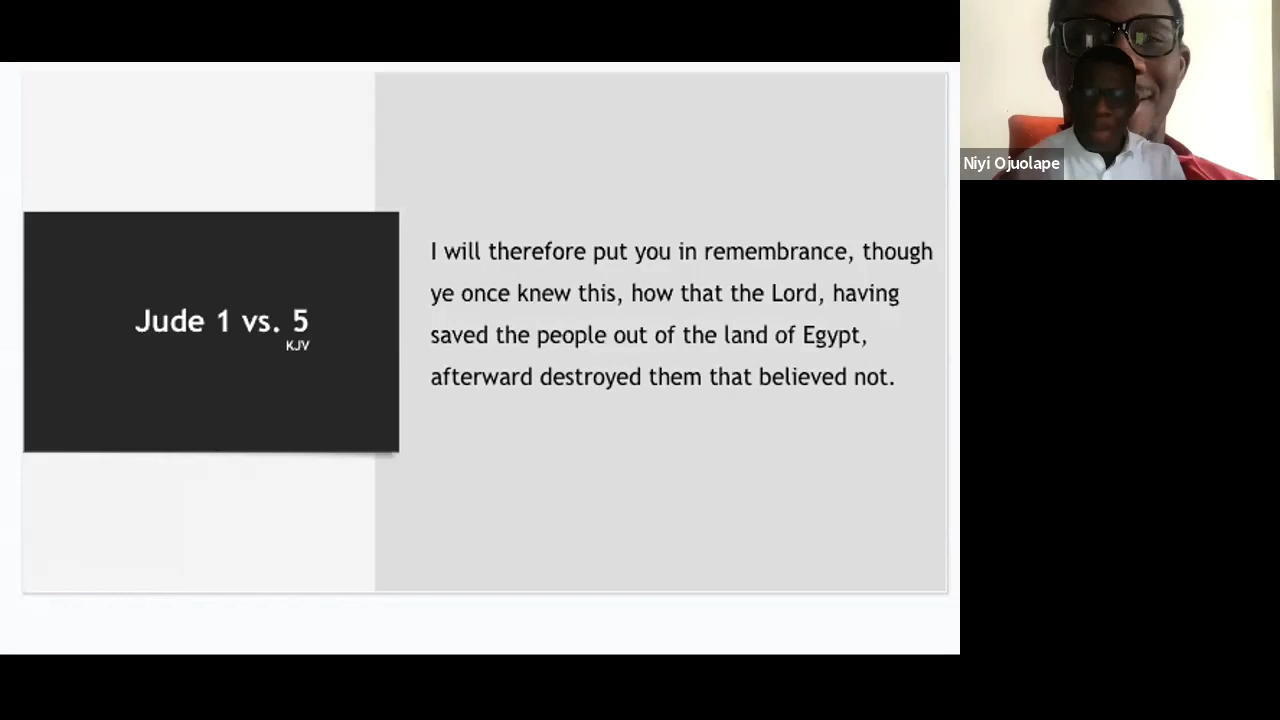 Jude 1 vs. 5
KJV
I will therefore put you in remembrance, though
ye once knew this, how that the Lord, having
saved the people out of the land of Egypt,
afterward destroyed them that believed not.
Niyi Ojuolape